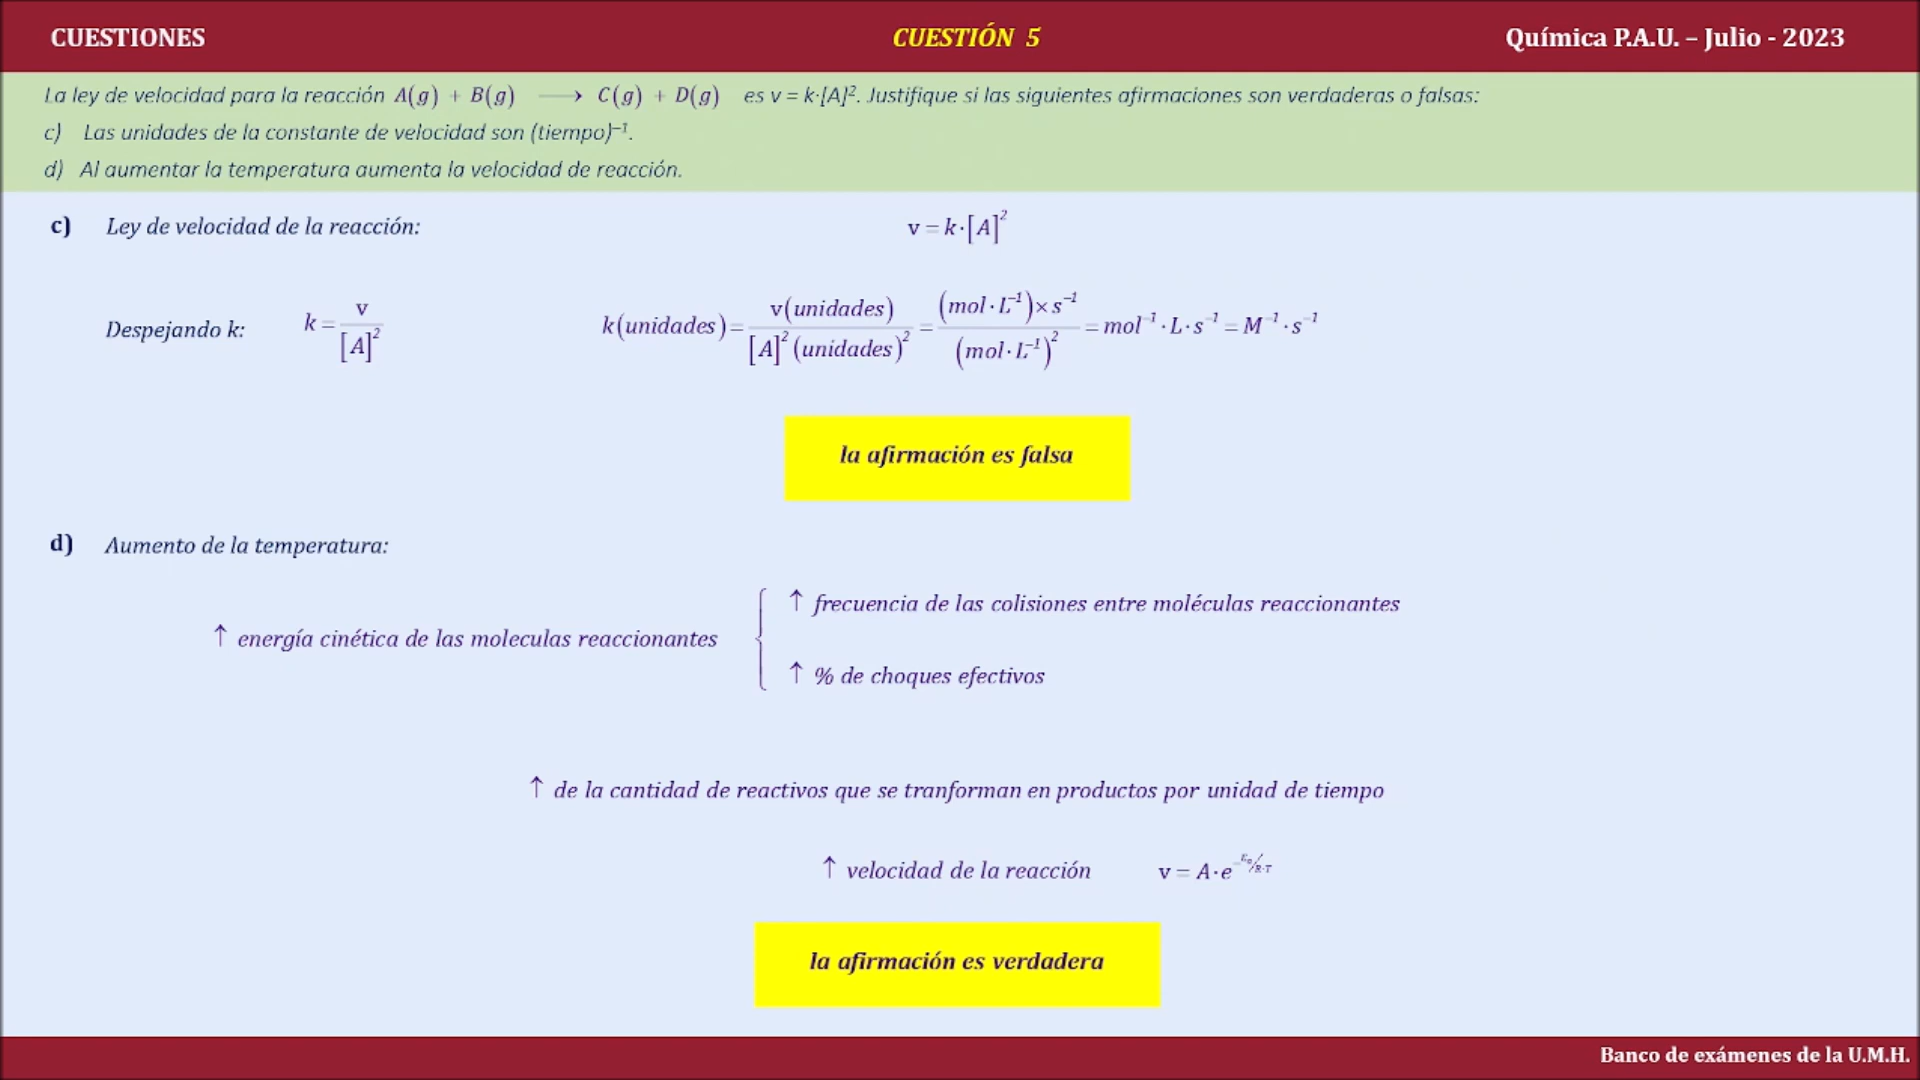 CUESTIONES
CUESTIÓN 5
Química P.A.U. – Julio - 2023
La ley de velocidad para la reacción A(g) + B(g) ⟶ C(g) + D(g) es v = k·[A]². Justifique si las siguientes afirmaciones son verdaderas o falsas:
c) Las unidades de la constante de velocidad son (tiempo)⁻¹.
d) Al aumentar la temperatura aumenta la velocidad de reacción.
c) Ley de velocidad de la reacción: v = k·[A]²
Despejando k: k = v / [A]² k(unidades) = v(unidades) / [A]²(unidades)² = (mol·L⁻¹)×s⁻¹ / (mol·L⁻¹)² = mol⁻¹·L·s⁻¹ = M⁻¹·s⁻¹
la afirmación es falsa
d) Aumento de la temperatura:
↑ energía cinética de las moleculas reaccionantes
↑ frecuencia de las colisiones entre moléculas reaccionantes
↑ % de choques efectivos
↑ de la cantidad de reactivos que se tranforman en productos por unidad de tiempo
↑ velocidad de la reacción v = A·e^(−Eₐ/R·T)
la afirmación es verdadera
Banco de exámenes de la U.M.H.